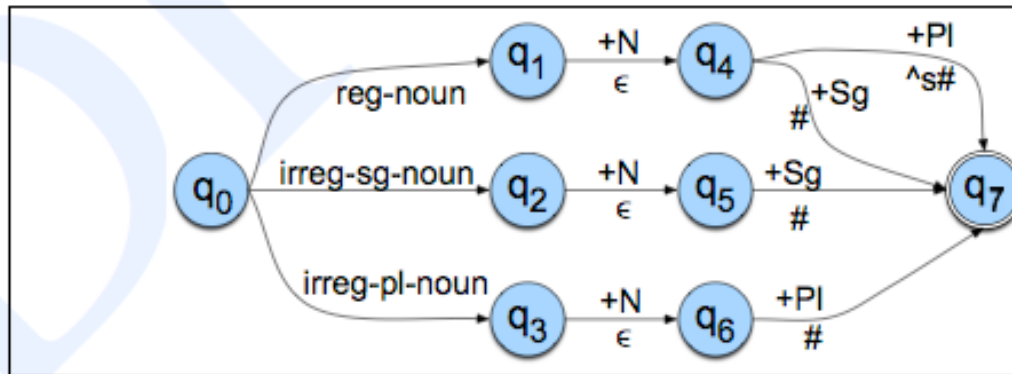 q1 +N ϵ q4 +Pl ^s#
reg-noun +Sg #
q0 irreg-sg-noun q2 +N ϵ q5 +Sg # q7
irreg-pl-noun q3 +N ϵ q6 +Pl #